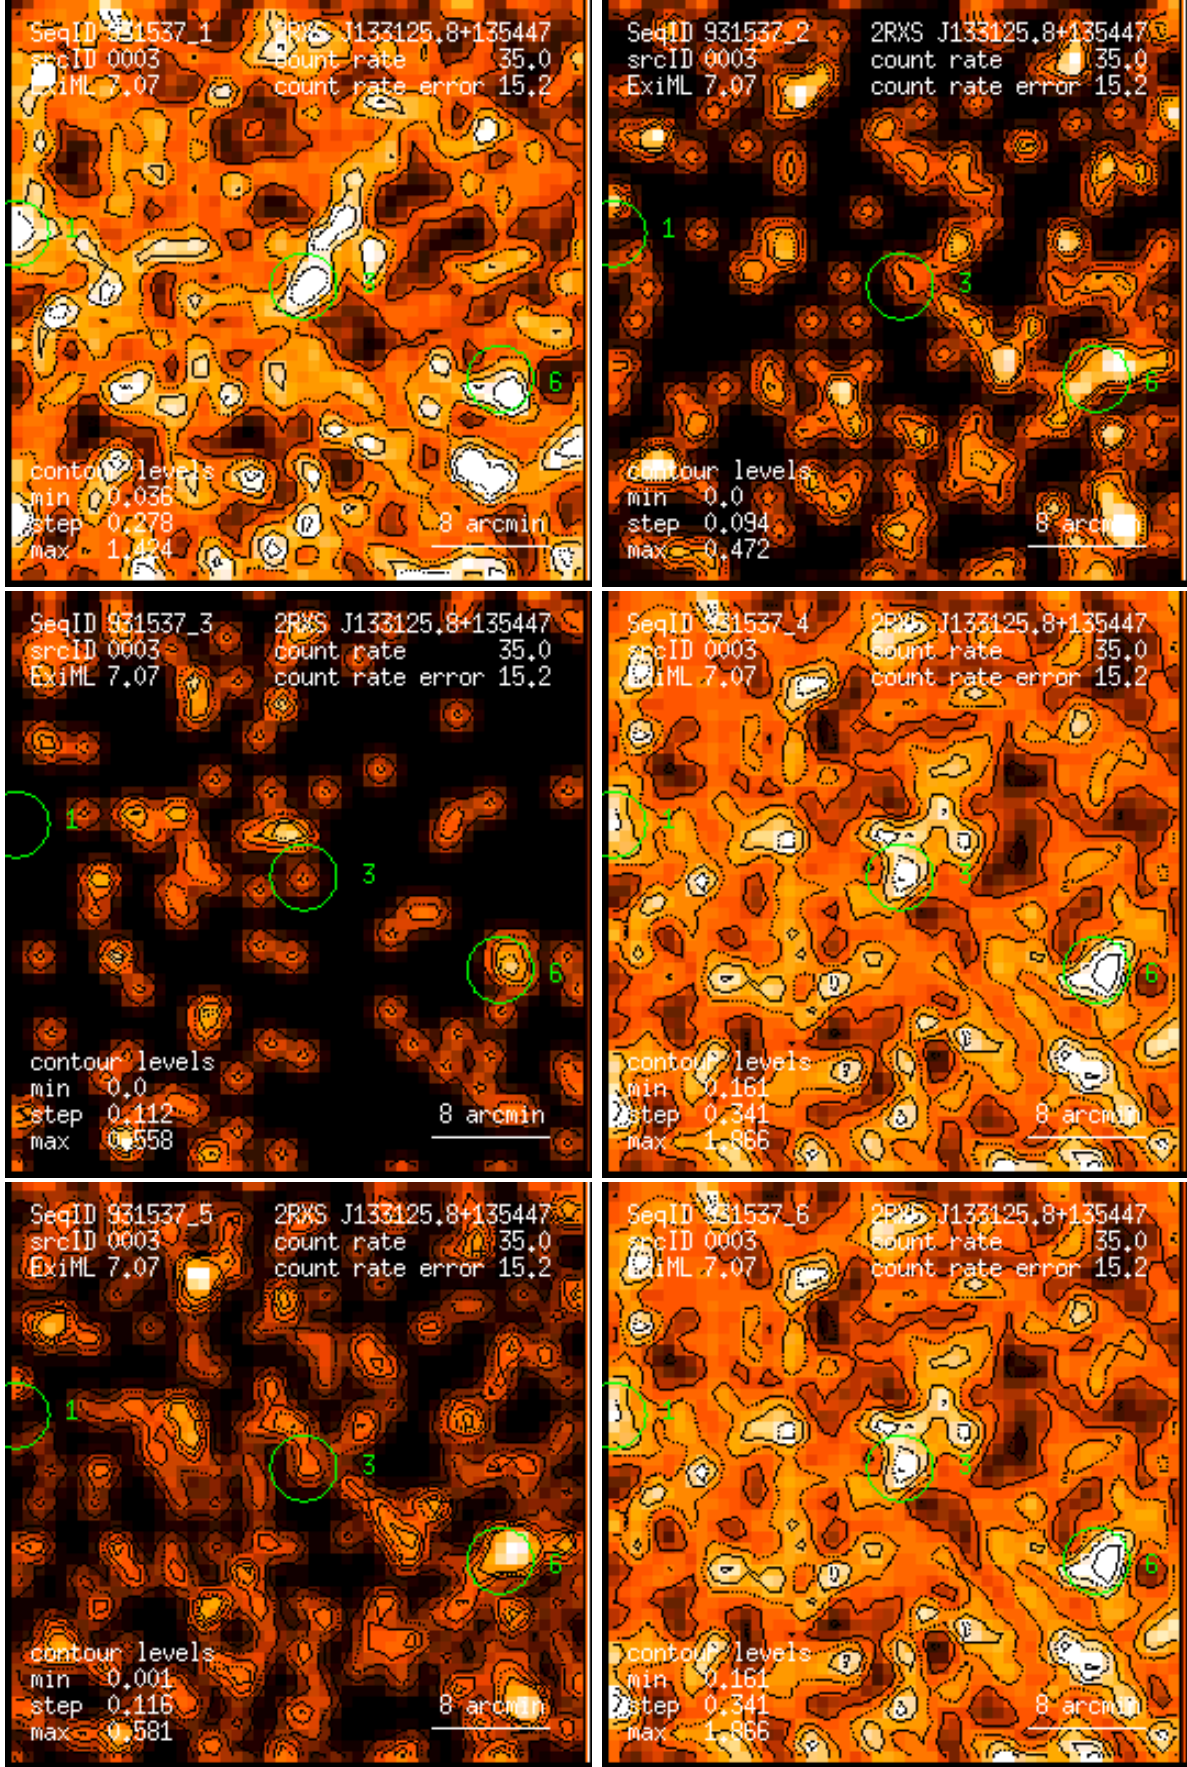 SeqID 931537_1 2RXS J133125.8+135447
srcID 0003 count rate 35.0
ExiML 7.07 count rate error 15.2
1
3
6
contour levels
min 0.036
step 0.278 8 arcmin
max 1.424
SeqID 931537_2 2RXS J133125.8+135447
srcID 0003 count rate 35.0
ExiML 7.07 count rate error 15.2
1
3
6
contour levels
min 0.0
step 0.094 8 arcmin
max 0.472
SeqID 931537_3 2RXS J133125.8+135447
srcID 0003 count rate 35.0
ExiML 7.07 count rate error 15.2
1
3
6
contour levels
min 0.0
step 0.112 8 arcmin
max 0.558
SeqID 931537_4 2RXS J133125.8+135447
srcID 0003 count rate 35.0
ExiML 7.07 count rate error 15.2
1
3
6
contour levels
min 0.161
step 0.341 8 arcmin
max 1.866
SeqID 931537_5 2RXS J133125.8+135447
srcID 0003 count rate 35.0
ExiML 7.07 count rate error 15.2
1
3
6
contour levels
min 0.001
step 0.116 8 arcmin
max 0.581
SeqID 931537_6 2RXS J133125.8+135447
srcID 0003 count rate 35.0
ExiML 7.07 count rate error 15.2
1
3
6
contour levels
min 0.161
step 0.341 8 arcmin
max 1.866